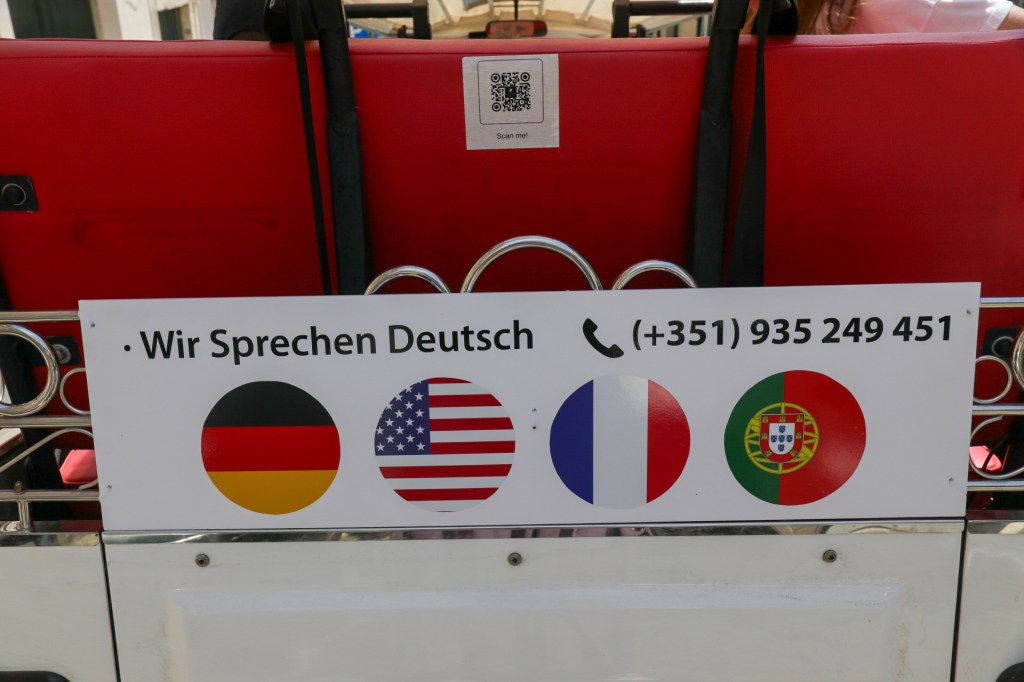 Scan me!
· Wir Sprechen Deutsch (+351) 935 249 451